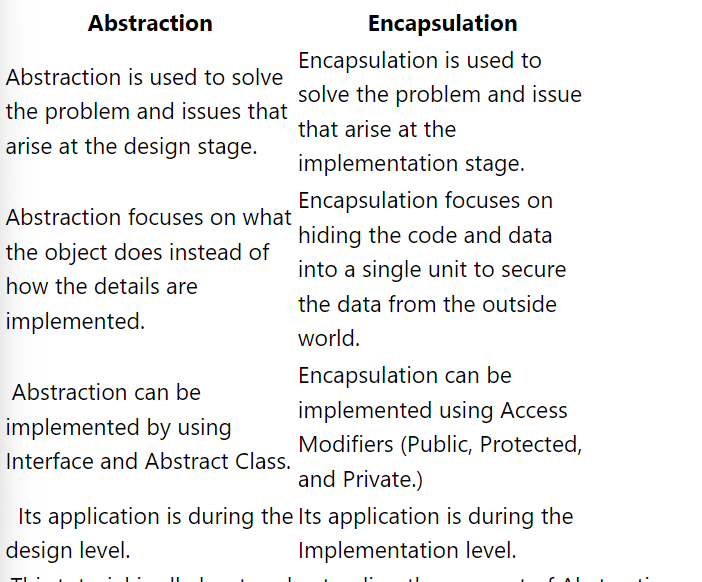 Abstraction Encapsulation
Abstraction is used to solve
the problem and issues that
arise at the design stage.
Encapsulation is used to
solve the problem and issue
that arise at the
implementation stage.
Abstraction focuses on what
the object does instead of
how the details are
implemented.
Encapsulation focuses on
hiding the code and data
into a single unit to secure
the data from the outside
world.
Abstraction can be
implemented by using
Interface and Abstract Class.
Encapsulation can be
implemented using Access
Modifiers (Public, Protected,
and Private.)
Its application is during the
design level.
Its application is during the
Implementation level.